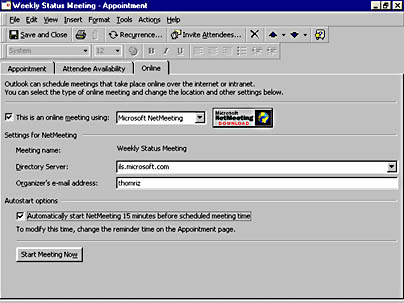 Weekly Status Meeting - Appointment
File Edit View Insert Format Tools Actions Help
Save and Close Recurrence... Invite Attendees...
System 12 B I U
Appointment Attendee Availability Online
Outlook can schedule meetings that take place online over the internet or intranet.
You can select the type of online meeting and change the location and other settings below.
This is an online meeting using: Microsoft NetMeeting
Microsoft
NetMeeting
DOWNLOAD
Settings for NetMeeting
Meeting name: Weekly Status Meeting
Directory Server: ils.microsoft.com
Organizer's e-mail address: thomriz
Autostart options
Automatically start NetMeeting 15 minutes before scheduled meeting time
To modify this time, change the reminder time on the Appointment page.
Start Meeting Now